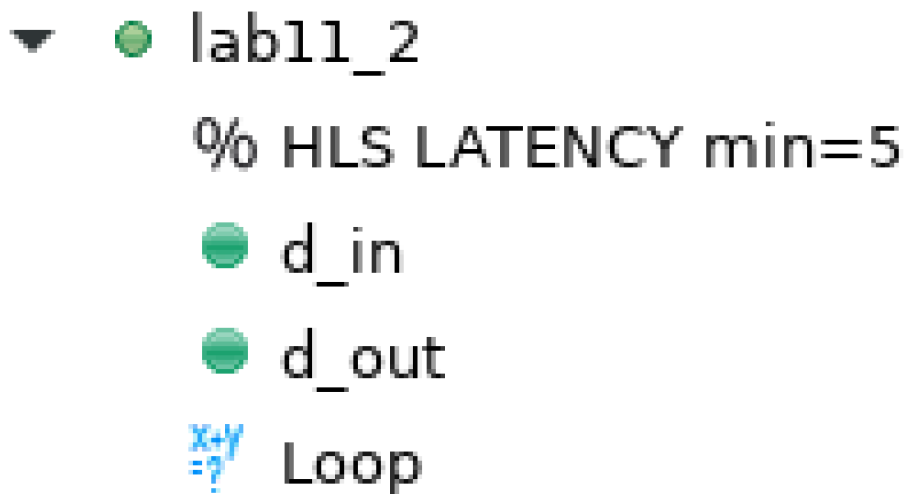 lab11_2
% HLS LATENCY min=5
d_in
d_out
x+y
=?
Loop